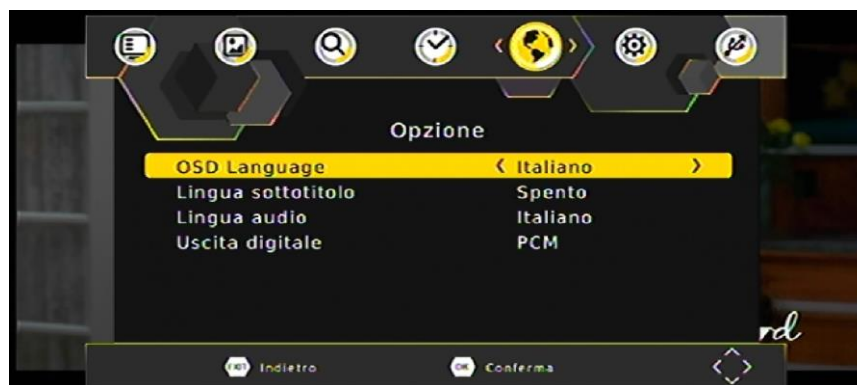 Opzione
OSD Language Italiano
Lingua sottotitolo Spento
Lingua audio Italiano
Uscita digitale PCM
rd
EXIT Indietro OK Conferma